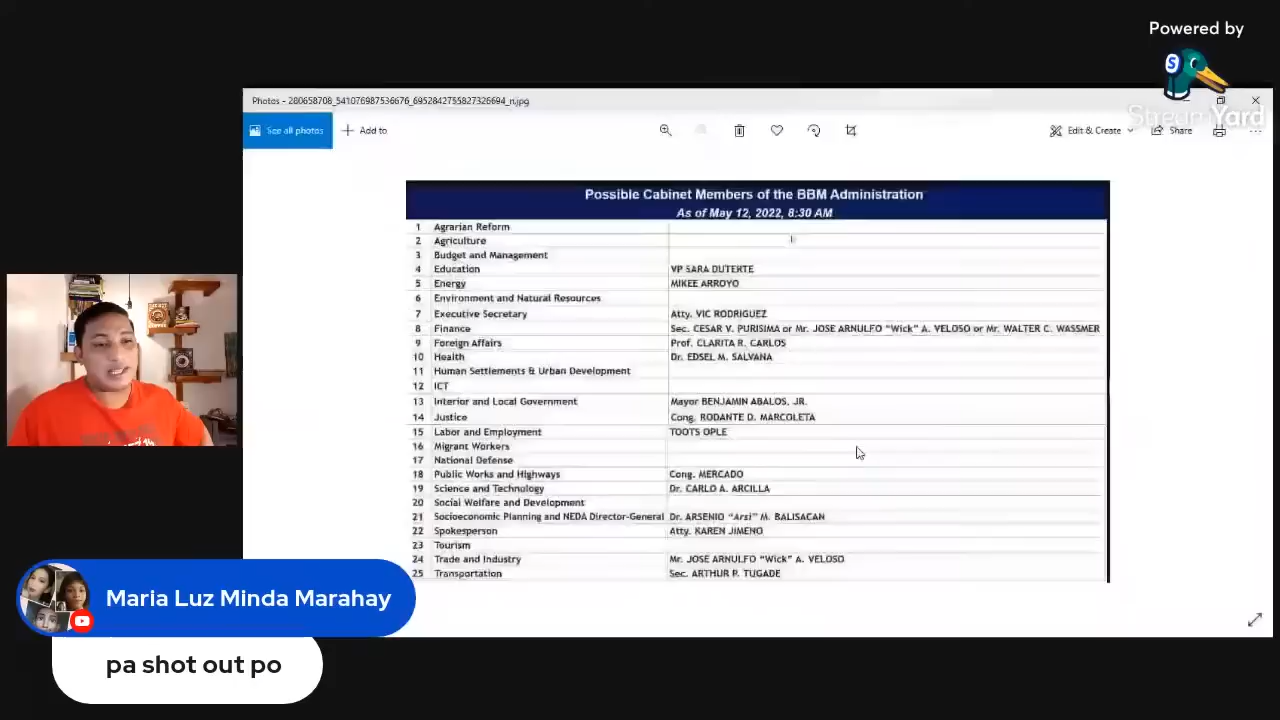 Powered by
StreamYard
Photos - 280658708_541076987536676_6952842755827326694_n.jpg
See all photos
Add to
Edit & Create
Share
Possible Cabinet Members of the BBM Administration
As of May 12, 2022, 8:30 AM
1 Agrarian Reform
2 Agriculture
3 Budget and Management
4 Education VP SARA DUTERTE
5 Energy MIKEE ARROYO
6 Environment and Natural Resources
7 Executive Secretary Atty. VIC RODRIGUEZ
8 Finance Sec. CESAR V. PURISIMA or Mr. JOSE ARNULFO "Wick" A. VELOSO or Mr. WALTER C. WASSMER
9 Foreign Affairs Prof. CLARITA R. CARLOS
10 Health Dr. EDSEL M. SALVANA
11 Human Settlements & Urban Development
12 ICT
13 Interior and Local Government Mayor BENJAMIN ABALOS, JR.
14 Justice Cong. RODANTE D. MARCOLETA
15 Labor and Employment TOOTS OPLE
16 Migrant Workers
17 National Defense
18 Public Works and Highways Cong. MERCADO
19 Science and Technology Dr. CARLO A. ARCILLA
20 Social Welfare and Development
21 Socioeconomic Planning and NEDA Director-General Dr. ARSENIO "Arsi" M. BALISACAN
22 Spokesperson Atty. KAREN JIMENO
23 Tourism
24 Trade and Industry Mr. JOSE ARNULFO "Wick" A. VELOSO
25 Transportation Sec. ARTHUR P. TUGADE
Maria Luz Minda Marahay
pa shot out po